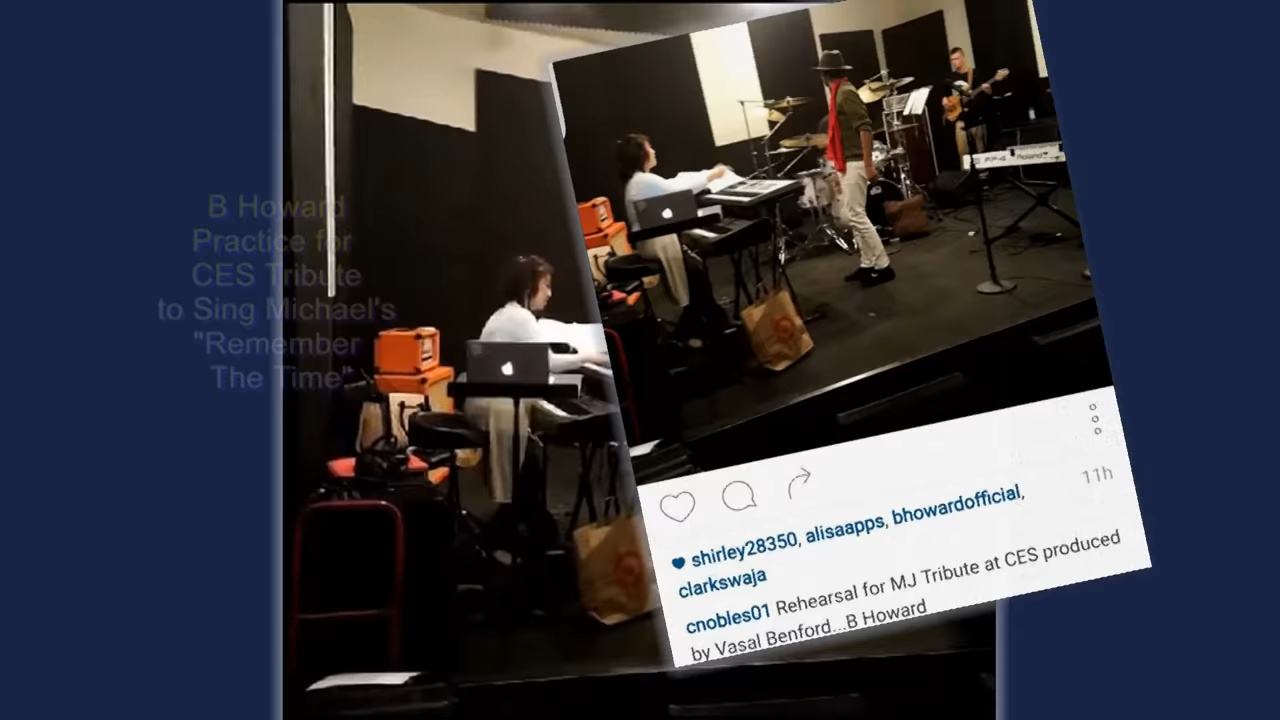 B Howard
Practice for
CES Tribute
to Sing Michael's
"Remember
The Time"
Roland
11h
shirley28350, alisaapps, bhowardofficial,
clarkswaja
cnobles01 Rehearsal for MJ Tribute at CES produced
by Vasal Benford...B Howard